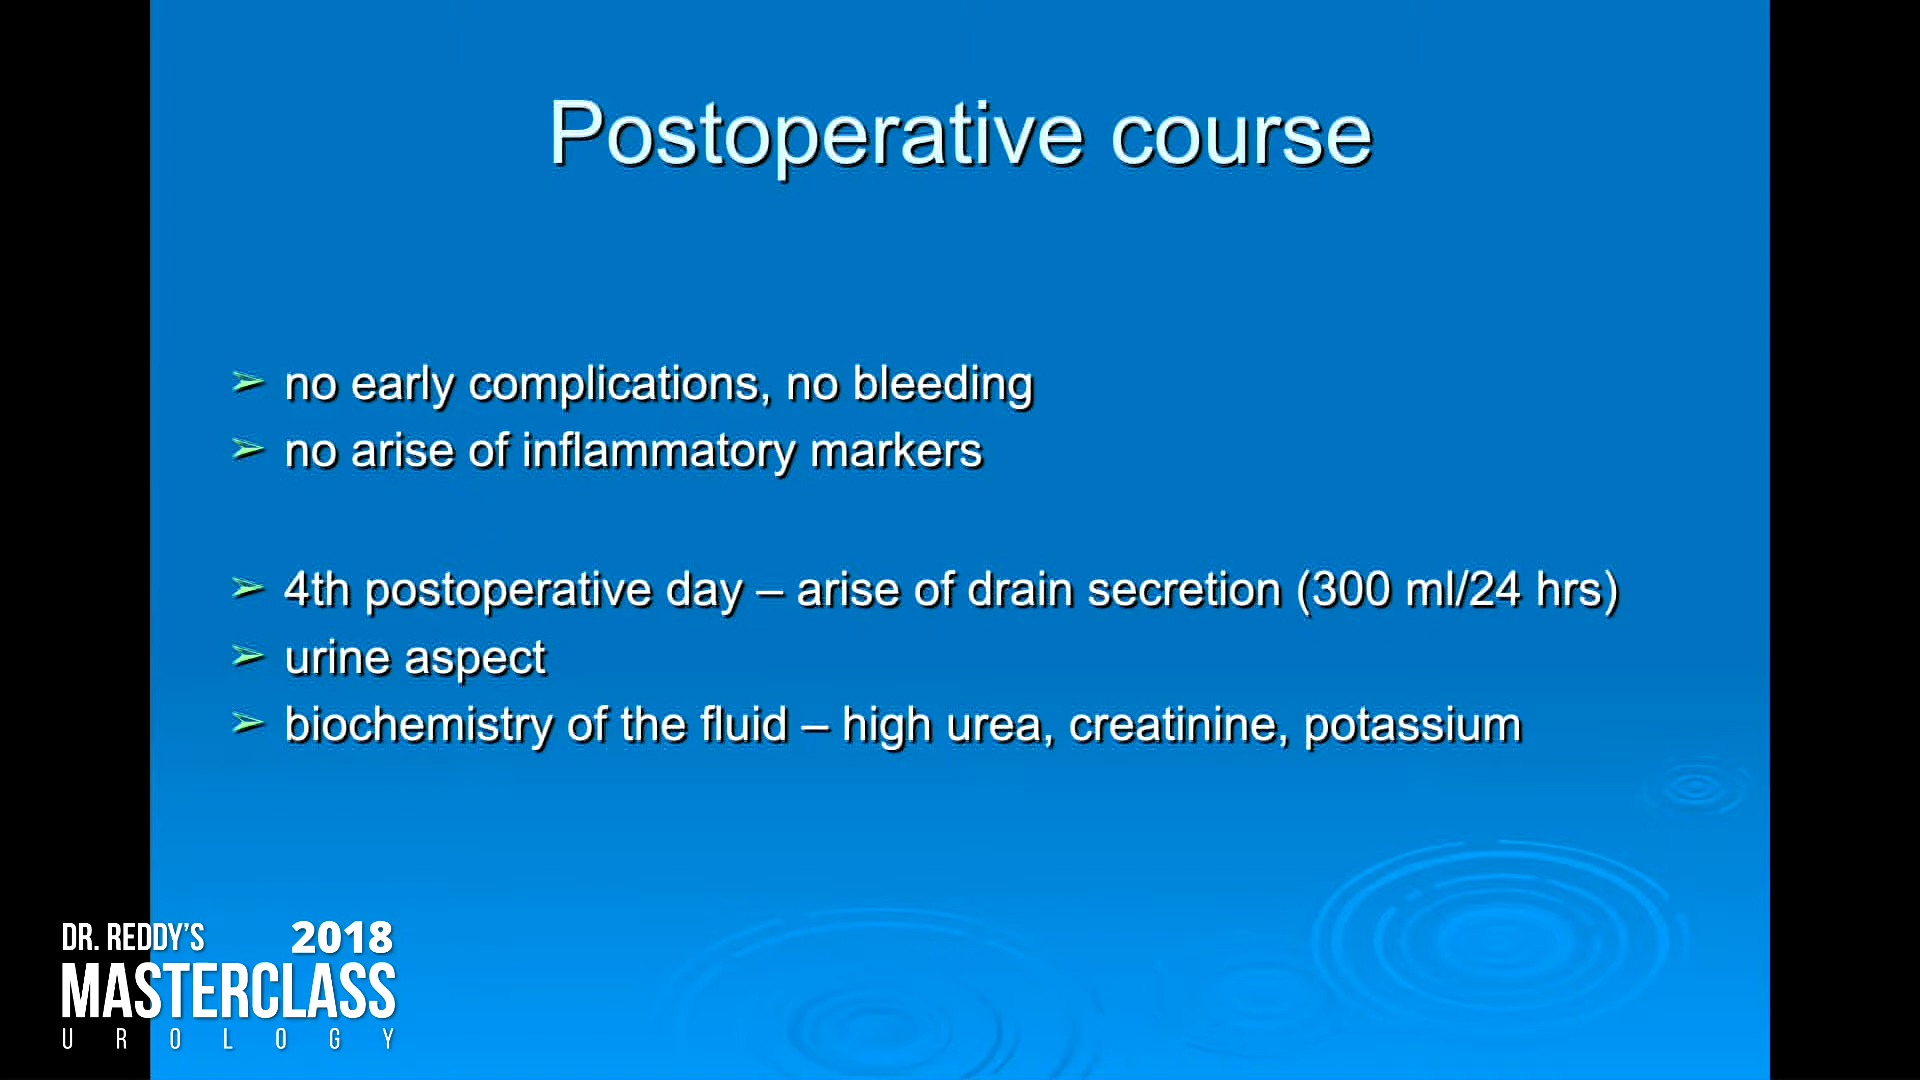 Postoperative course
➢ no early complications, no bleeding
➢ no arise of inflammatory markers
➢ 4th postoperative day – arise of drain secretion (300 ml/24 hrs)
➢ urine aspect
➢ biochemistry of the fluid – high urea, creatinine, potassium
DR. REDDY'S 2018
MASTERCLASS
UROLOGY